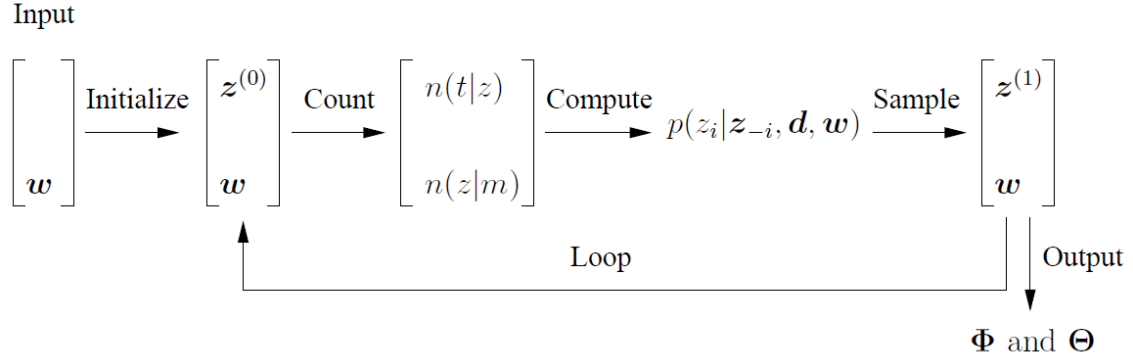 Input
Initialize Count Compute Sample
z^(0) n(t|z) z^(1)
p(z_i|z_{−i}, d, w)
w w n(z|m) w
Loop Output
Φ and Θ